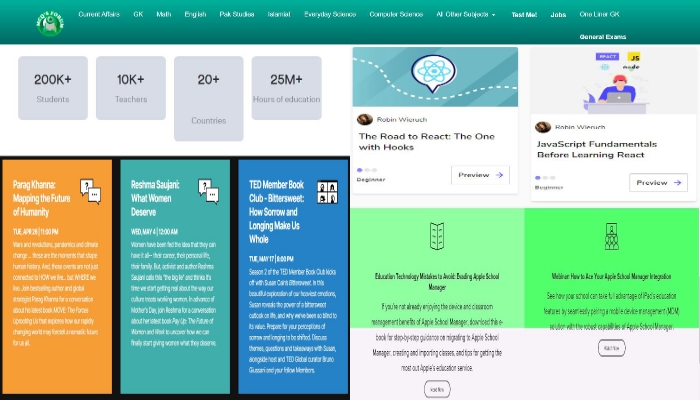 MCQ'S FORUM
Current Affairs GK Math English Pak Studies Islamiat Everyday Science Computer Science All Other Subjects Test Me! Jobs One Liner GK
General Exams
200K+
Students
10K+
Teachers
20+
Countries
25M+
Hours of education
Robin Wieruch
The Road to React: The One
with Hooks
Beginner
Preview
REACT JS
node
Robin Wieruch
JavaScript Fundamentals
Before Learning React
Beginner
Preview
Parag Khanna:
Mapping the Future
of Humanity
TUE, APR 26 | 11:00 PM
Wars and revolutions, pandemics and climate
change ... these are the moments that shape
human history. And, these events are not just
connected to HOW we live... but WHERE
we live. Join bestselling author and global
strategist Parag Khanna for a conversation
about his latest book MOVE: The Forces
Uprooting Us that explores how our rapidly
changing world may foretell a nomadic future
for us all.
Reshma Saujani:
What Women
Deserve
WED, MAY 4 | 12:00 AM
Women have been fed the idea that they can
have it all— their career, their personal life,
their family. But, activist and author Reshma
Saujani calls this "the big lie" and thinks it's
time we start getting real about the way our
culture treats working women. In advance of
Mother's Day, join Reshma for a conversation
about her latest book Pay Up: The Future of
Women and Work to uncover how we can
finally start giving women what they deserve.
TED Member Book
Club - Bittersweet:
How Sorrow and
Longing Make Us
Whole
TUE, MAY 17 | 8:00 PM
Season 2 of the TED Member Book Club kicks
off with Susan Cain's Bittersweet. In this
beautiful exploration of our heaviest emotions,
Susan reveals the power of a bittersweet
outlook on life, and why we've been so blind to
its value. Prepare for your perceptions of
sorrow and longing to be shifted. Discuss
themes, questions and takeaways with Susan,
alongside host and TED Global curator Bruno
Giussani and your fellow Members.
Education Technology Mistakes to Avoid: Evading Apple School
Manager
If you're not already enjoying the device and classroom
management benefits of Apple School Manager, download this e-
book for step-by-step guidance on migrating to Apple School
Manager, creating and importing classes, and tips for getting the
most out of Apple's education service.
Read More
Webinar: How to Ace Your Apple School Manager Integration
See how your school can take full advantage of iPad's education
features by seamlessly pairing a mobile device management (MDM)
solution with the robust capabilities of Apple School Manager.
Read More